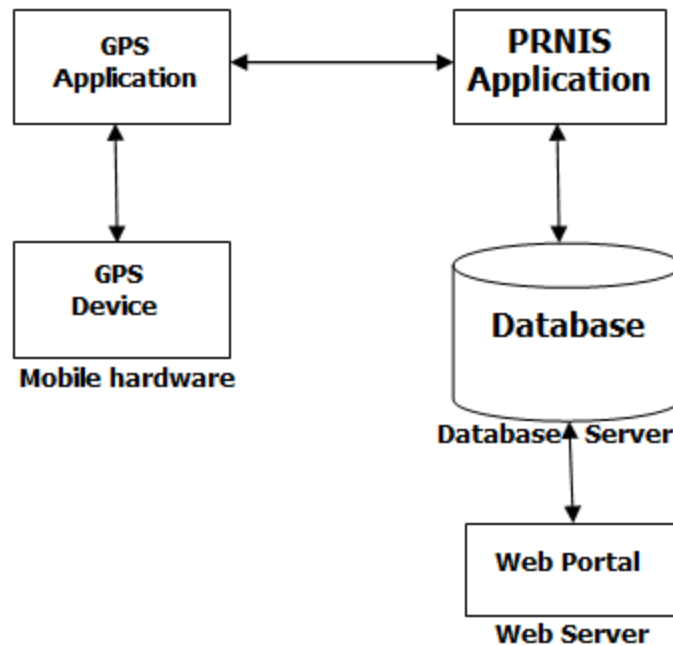 GPS
Application
PRNIS
Application
GPS
Device
Mobile hardware
Database
Database Server
Web Portal
Web Server